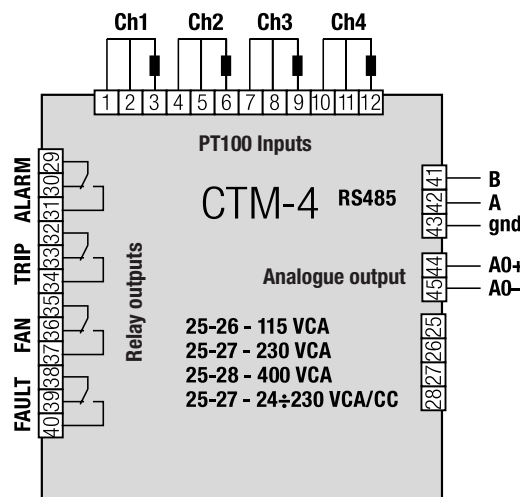 Ch1 Ch2 Ch3 Ch4
1 2 3 4 5 6 7 8 9 10 11 12
PT100 Inputs
CTM-4 RS485
ALARM
29
30
31
TRIP
32
33
34
FAN
35
36
37
FAULT
38
39
40
Relay outputs
41 B
42 A
43 gnd
Analogue output
44 A0+
45 A0–
25-26 - 115 VCA
25-27 - 230 VCA
25-28 - 400 VCA
25-27 - 24÷230 VCA/CC
25
26
27
28